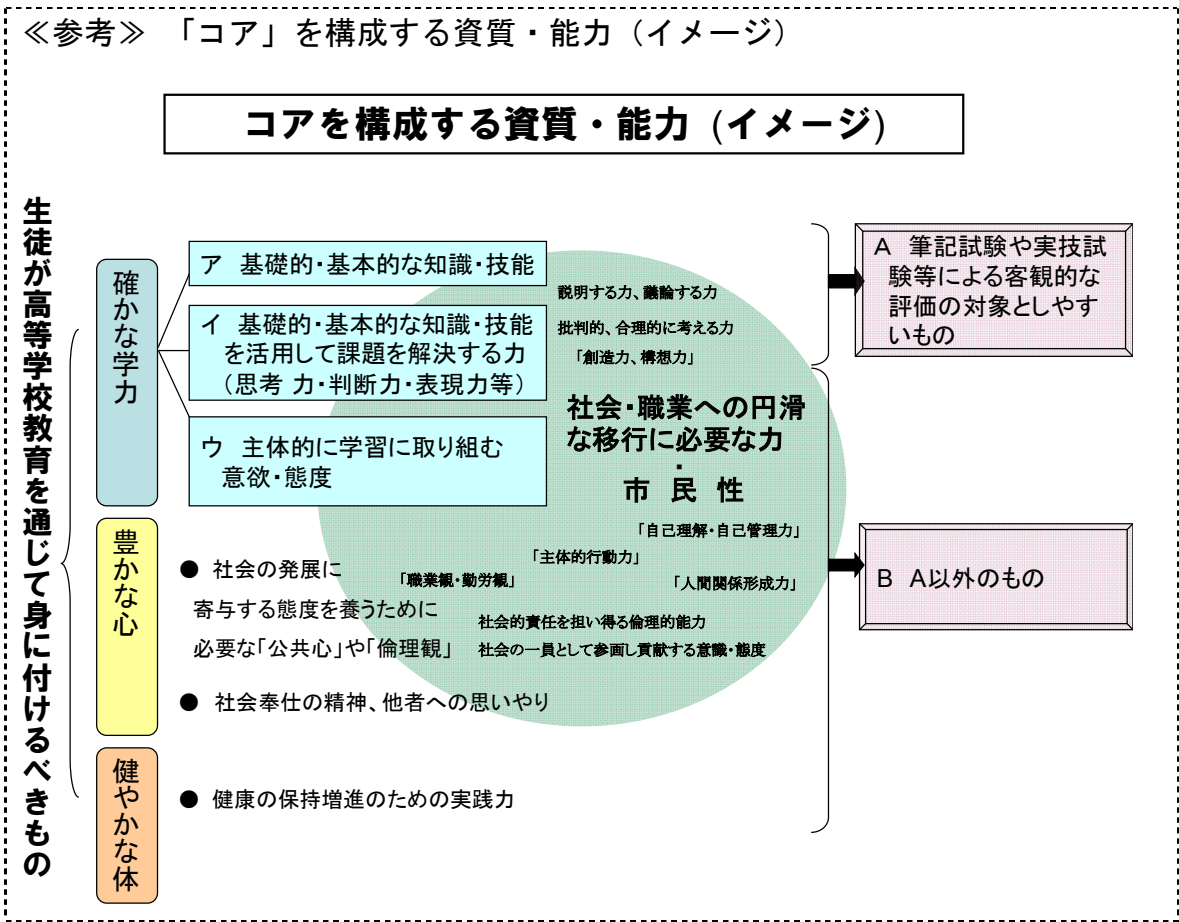 ≪参考≫ 「コア」を構成する資質・能力（イメージ）
コアを構成する資質・能力 (イメージ)
生徒が高等学校教育を通じて身に付けるべきもの
確かな学力
ア 基礎的・基本的な知識・技能
イ 基礎的・基本的な知識・技能
を活用して課題を解決する力
（思考 力・判断力・表現力等）
ウ 主体的に学習に取り組む
意欲・態度
説明する力、議論する力
批判的、合理的に考える力
「創造力、構想力」
社会・職業への円滑
な移行に必要な力
・
市 民 性
「自己理解・自己管理力」
「主体的行動力」
「職業観・勤労観」
「人間関係形成力」
社会的責任を担い得る倫理的能力
社会の一員として参画し貢献する意識・態度
豊かな心
● 社会の発展に
寄与する態度を養うために
必要な「公共心」や「倫理観」
● 社会奉仕の精神、他者への思いやり
健やかな体
● 健康の保持増進のための実践力
A 筆記試験や実技試
験等による客観的な
評価の対象としやす
いもの
B A以外のもの